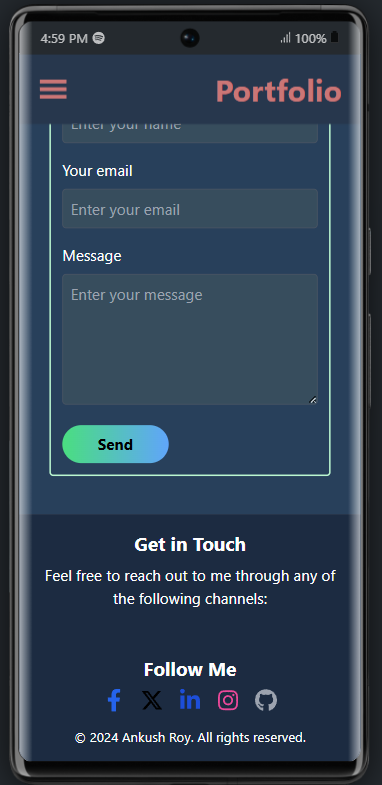 4:59 PM 100%
Portfolio
Enter your name
Your email
Enter your email
Message
Enter your message
Send
Get in Touch
Feel free to reach out to me through any of
the following channels:
Follow Me
© 2024 Ankush Roy. All rights reserved.